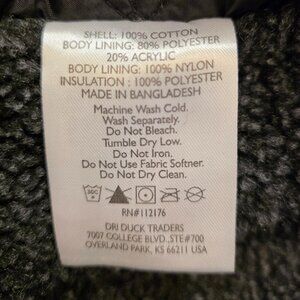 SHELL: 100% COTTON
BODY LINING: 80% POLYESTER
20% ACRYLIC
BODY LINING: 100% NYLON
INSULATION : 100% POLYESTER
MADE IN BANGLADESH
Machine Wash Cold.
Wash Separately.
Do Not Bleach.
Tumble Dry Low.
Do Not Iron.
Do Not Use Fabric Softner.
Do Not Dry Clean.
RN#112176
DRI DUCK TRADERS
7007 COLLEGE BLVD..STE#700
OVERLAND PARK, KS 66211 USA